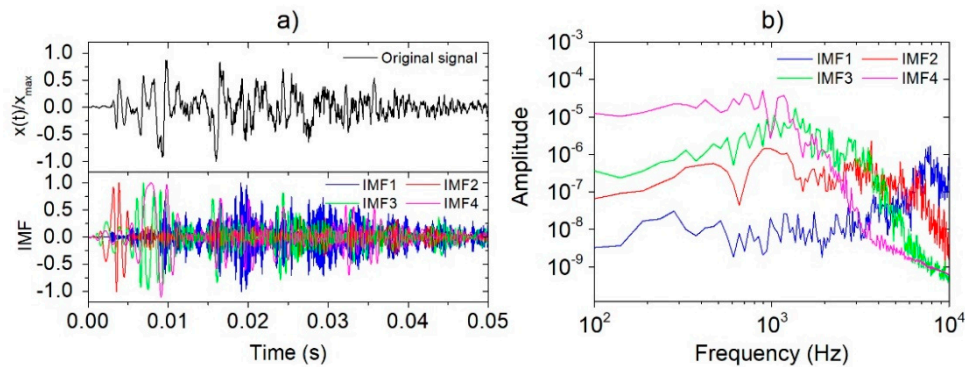 a)
x(t)/x_max
1.0
0.5
0.0
-0.5
-1.0
Original signal
IMF
1.0
0.5
0.0
-0.5
-1.0
IMF1 IMF2
IMF3 IMF4
0.00 0.01 0.02 0.03 0.04 0.05
Time (s)
b)
Amplitude
10^-3
10^-4
10^-5
10^-6
10^-7
10^-8
10^-9
IMF1 IMF2
IMF3 IMF4
10^2 10^3 10^4
Frequency (Hz)